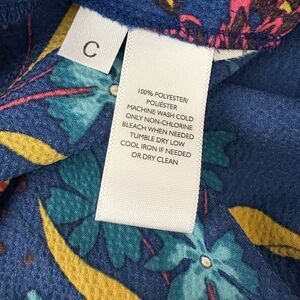 C
100% POLYESTER/
POLIÉSTER
MACHINE WASH COLD
ONLY NON-CHLORINE
BLEACH WHEN NEEDED
TUMBLE DRY LOW
COOL IRON IF NEEDED
OR DRY CLEAN